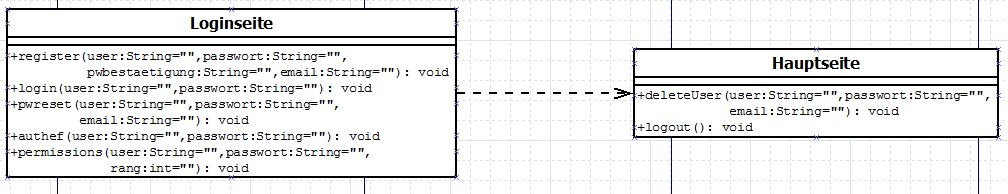 Loginseite
+register(user:String="",passwort:String="",
pwbestaetigung:String="",email:String=""): void
+login(user:String="",passwort:String=""): void
+pwreset(user:String="",passwort:String="",
email:String=""): void
+authef(user:String="",passwort:String=""): void
+permissions(user:String="",passwort:String="",
rang:int=""): void
Hauptseite
+deleteUser(user:String="",passwort:String="",
email:String=""): void
+logout(): void